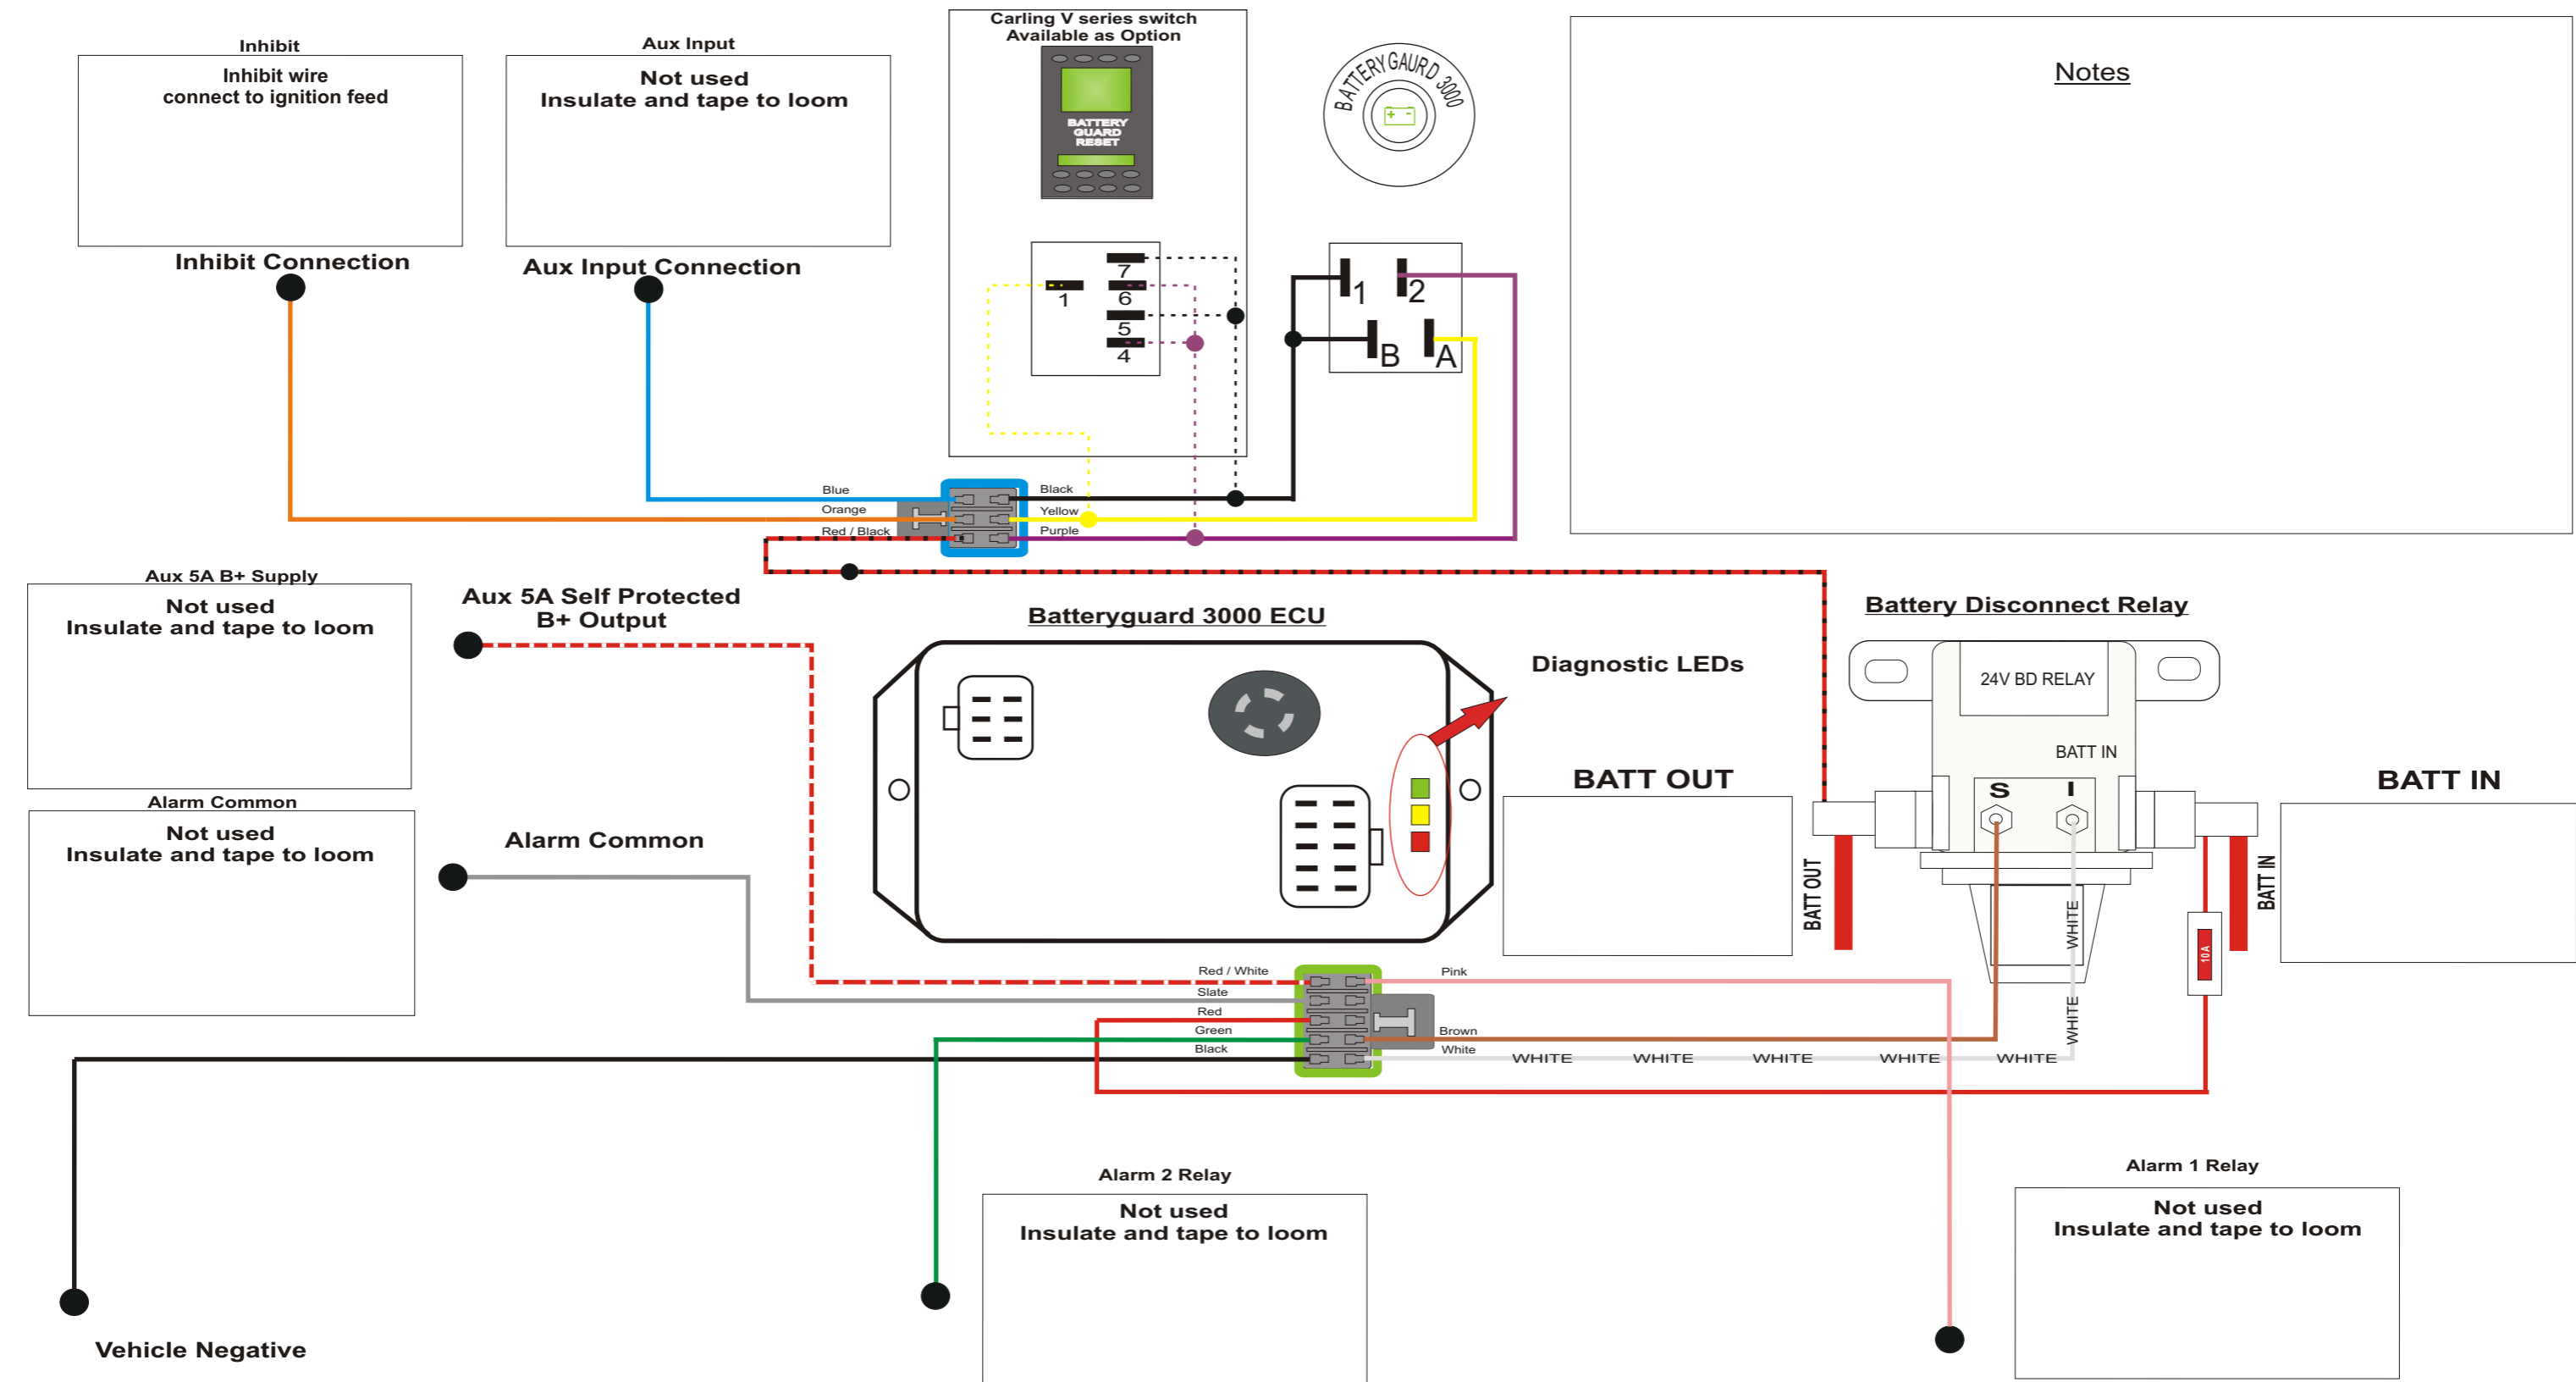 Inhibit
Inhibit wire
connect to ignition feed
Inhibit Connection
Aux Input
Not used
Insulate and tape to loom
Aux Input Connection
Carling V series switch
Available as Option
BATTERY
GUARD
RESET
1
7
6
5
4
BATTERY GAURD 3000
+ -
1
2
B
A
Notes
Blue
Orange
Red / Black
Black
Yellow
Purple
Aux 5A B+ Supply
Not used
Insulate and tape to loom
Aux 5A Self Protected
B+ Output
Batteryguard 3000 ECU
Diagnostic LEDs
Battery Disconnect Relay
24V BD RELAY
BATT IN
S
I
BATT OUT
BATT OUT
BATT IN
BATT IN
10A
WHITE
WHITE
Alarm Common
Not used
Insulate and tape to loom
Alarm Common
Red / White
Slate
Red
Green
Black
Pink
Brown
White
WHITE WHITE WHITE WHITE WHITE
Vehicle Negative
Alarm 2 Relay
Not used
Insulate and tape to loom
Alarm 1 Relay
Not used
Insulate and tape to loom